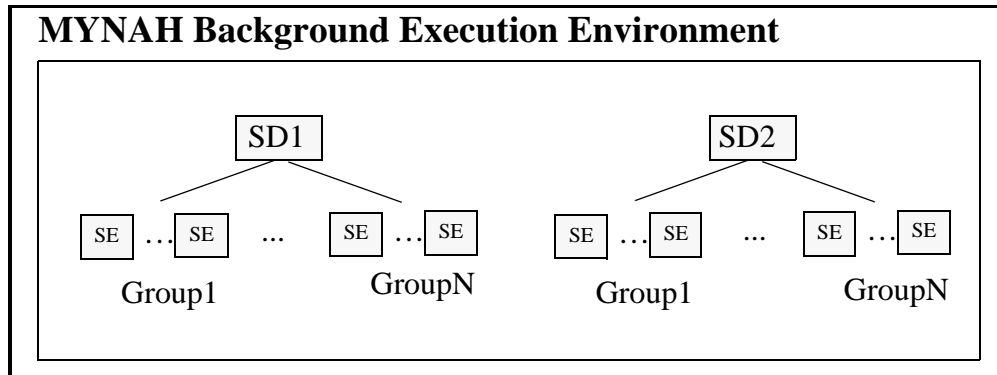 MYNAH Background Execution Environment
SD1 SD2
SE ... SE ... SE ... SE SE ... SE ... SE ... SE
Group1 GroupN Group1 GroupN